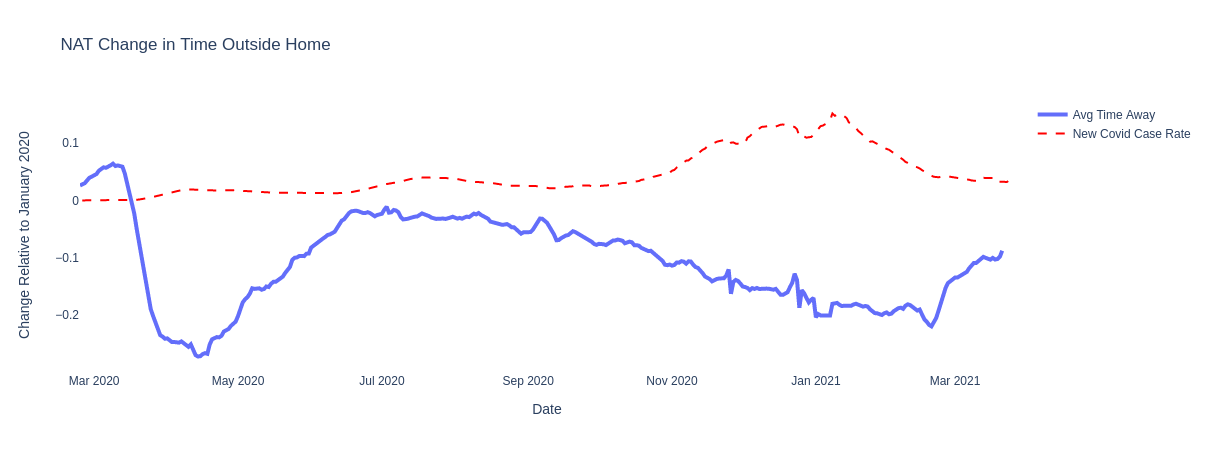 NAT Change in Time Outside Home
Change Relative to January 2020
0.1
0
−0.1
−0.2
Mar 2020
May 2020
Jul 2020
Sep 2020
Nov 2020
Jan 2021
Mar 2021
Date
Avg Time Away
New Covid Case Rate